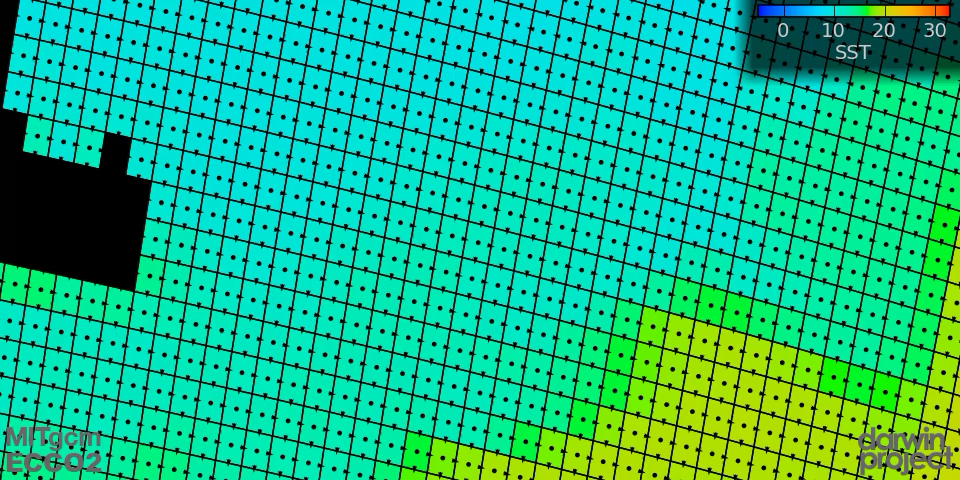 0 10 20 30
SST
MITgcm
ECCO2
darwin
project